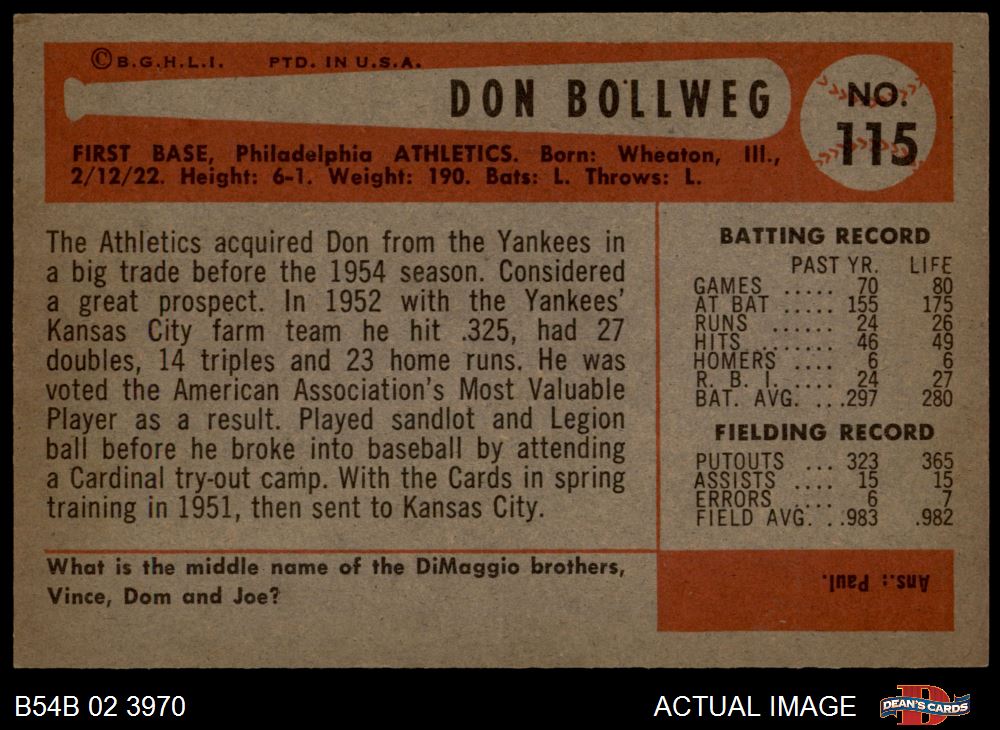 ©B.G.H.L.I. PTD. IN U.S.A.
DON BOLLWEG
NO.
115
FIRST BASE, Philadelphia ATHLETICS. Born: Wheaton, Ill.,
2/12/22. Height: 6-1. Weight: 190. Bats: L. Throws: L.
The Athletics acquired Don from the Yankees in
a big trade before the 1954 season. Considered
a great prospect. In 1952 with the Yankees'
Kansas City farm team he hit .325, had 27
doubles, 14 triples and 23 home runs. He was
voted the American Association's Most Valuable
Player as a result. Played sandlot and Legion
ball before he broke into baseball by attending
a Cardinal try-out camp. With the Cards in spring
training in 1951, then sent to Kansas City.
What is the middle name of the DiMaggio brothers,
Vince, Dom and Joe?
BATTING RECORD
PAST YR. LIFE
GAMES ..... 70 80
AT BAT ..... 155 175
RUNS ...... 24 26
HITS ........ 46 49
HOMERS .... 6 6
R. B. I. ..... 24 27
BAT. AVG. ...297 280
FIELDING RECORD
PUTOUTS ... 323 365
ASSISTS .... 15 15
ERRORS .... 6 7
FIELD AVG. ..983 .982
Ans.: Paul.
B54B 02 3970
ACTUAL IMAGE
D
DEAN'S CARDS